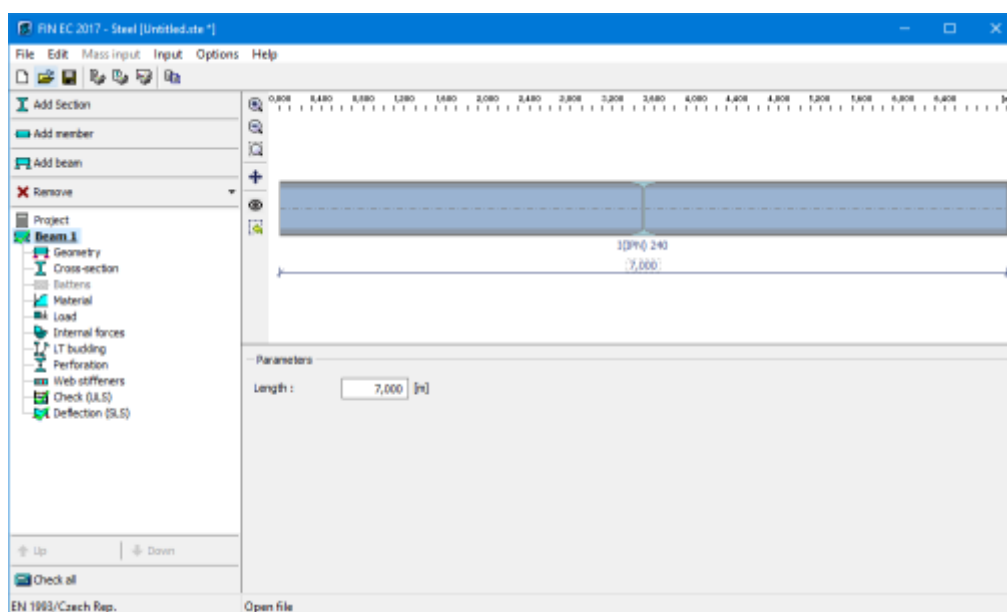 FIN EC 2017 - Steel [Untitled.ste *]
File Edit Mass input Input Options Help
Add Section
Add member
Add beam
Remove
Project
Beam 1
Geometry
Cross-section
Battens
Material
Load
Internal forces
LT buckling
Perforation
Web stiffeners
Check (ULS)
Deflection (SLS)
Up Down
Check all
EN 1993/Czech Rep.
I(IPN) 240
7,000
Parameters
Length : 7,000 [m]
Open file